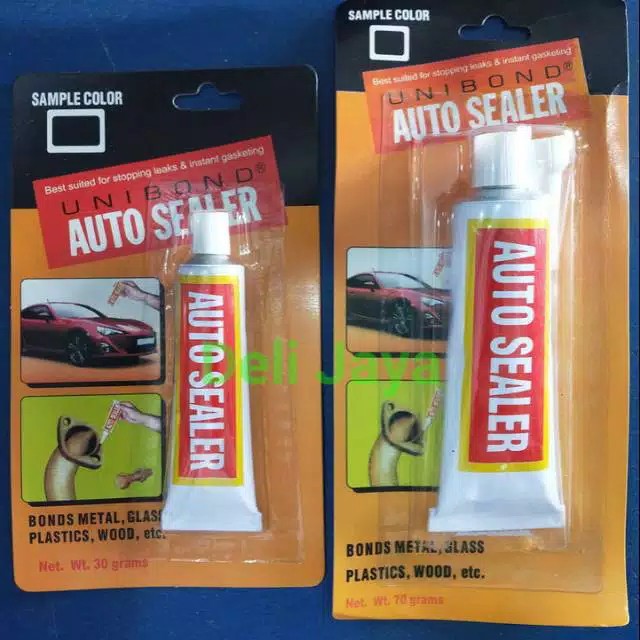 SAMPLE COLOR
Best suited for stopping leaks & instant gasketing
UNIBOND®
AUTO SEALER
AUTO SEALER
BONDS METAL, GLASS
PLASTICS, WOOD, etc.
Net. Wt. 30 grams
SAMPLE COLOR
Best suited for stopping leaks & instant gasketing
UNIBOND®
AUTO SEALER
AUTO SEALER
BONDS METAL, GLASS
PLASTICS, WOOD, etc.
Net. Wt. 70 grams
Deli Jaya